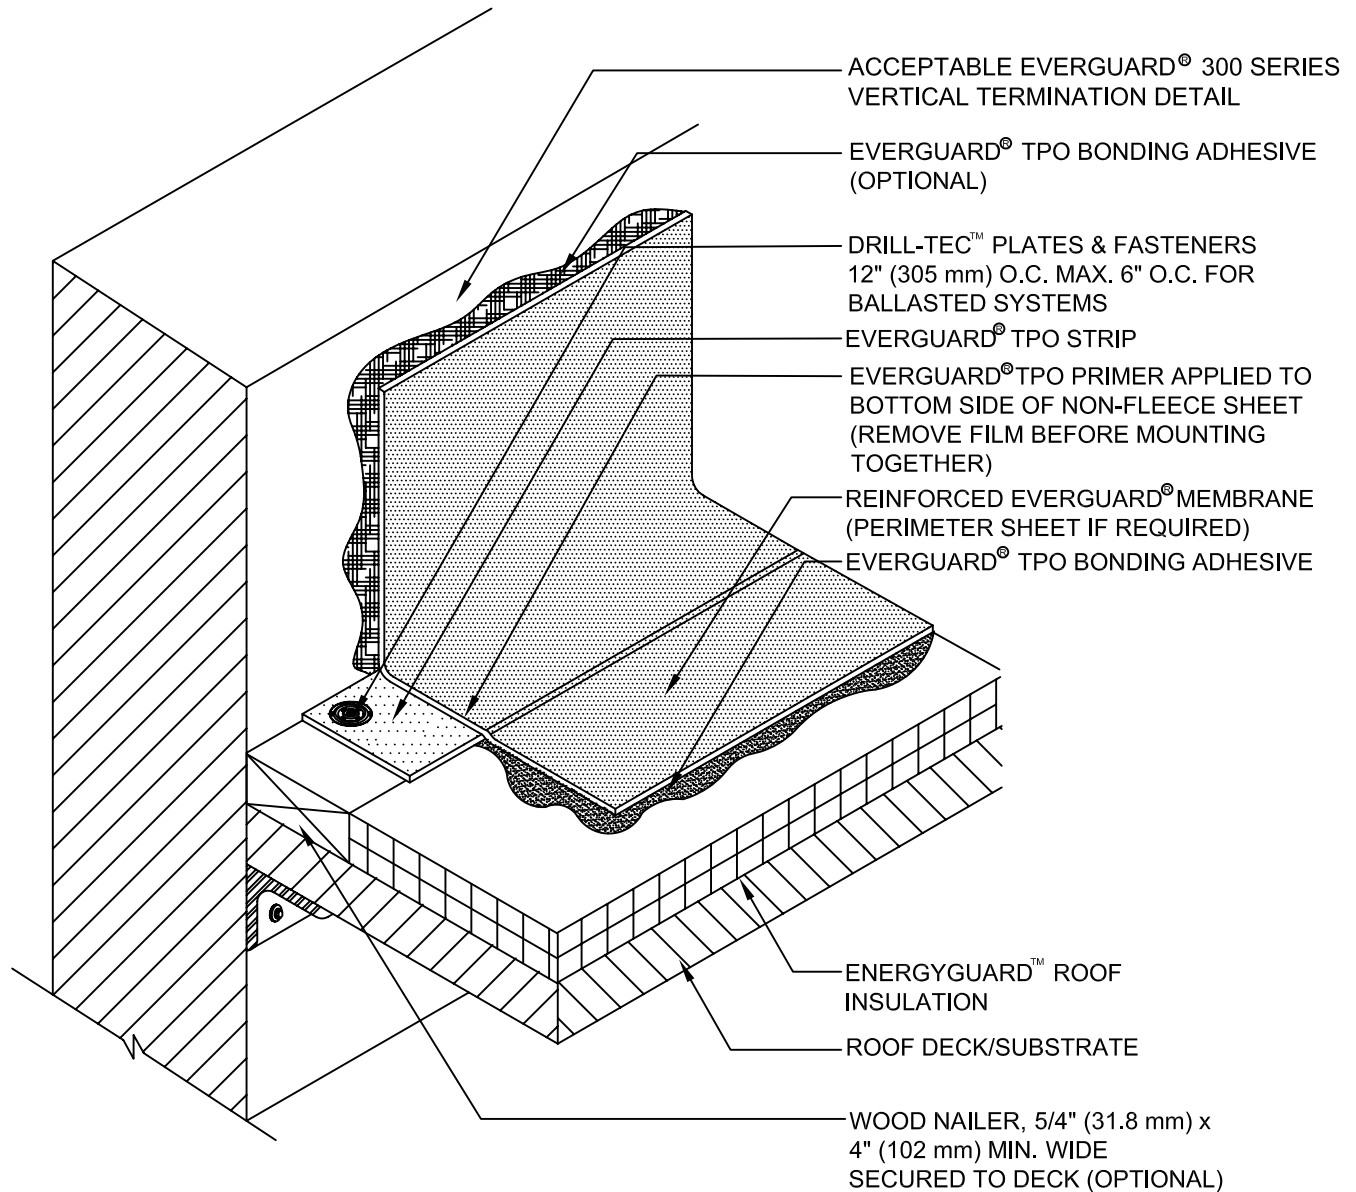 ACCEPTABLE EVERGUARD® 300 SERIES
VERTICAL TERMINATION DETAIL
EVERGUARD® TPO BONDING ADHESIVE
(OPTIONAL)
DRILL-TEC™ PLATES & FASTENERS
12" (305 mm) O.C. MAX. 6" O.C. FOR
BALLASTED SYSTEMS
EVERGUARD® TPO STRIP
EVERGUARD® TPO PRIMER APPLIED TO
BOTTOM SIDE OF NON-FLEECE SHEET
(REMOVE FILM BEFORE MOUNTING
TOGETHER)
REINFORCED EVERGUARD® MEMBRANE
(PERIMETER SHEET IF REQUIRED)
EVERGUARD® TPO BONDING ADHESIVE
ENERGYGUARD™ ROOF
INSULATION
ROOF DECK/SUBSTRATE
WOOD NAILER, 5/4" (31.8 mm) x
4" (102 mm) MIN. WIDE
SECURED TO DECK (OPTIONAL)